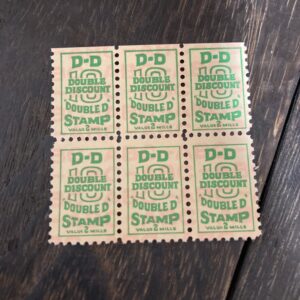 D-D D-D D-D
10 10 10
DOUBLE DOUBLE DOUBLE
DISCOUNT DISCOUNT DISCOUNT
DOUBLE D DOUBLE D DOUBLE D
STAMP STAMP STAMP
VALUE MILLS VALUE MILLS VALUE MILLS
D-D D-D D-D
10 10 10
DOUBLE DOUBLE DOUBLE
DISCOUNT DISCOUNT DISCOUNT
DOUBLE D DOUBLE D DOUBLE D
STAMP STAMP STAMP
VALUE MILLS VALUE MILLS VALUE MILLS